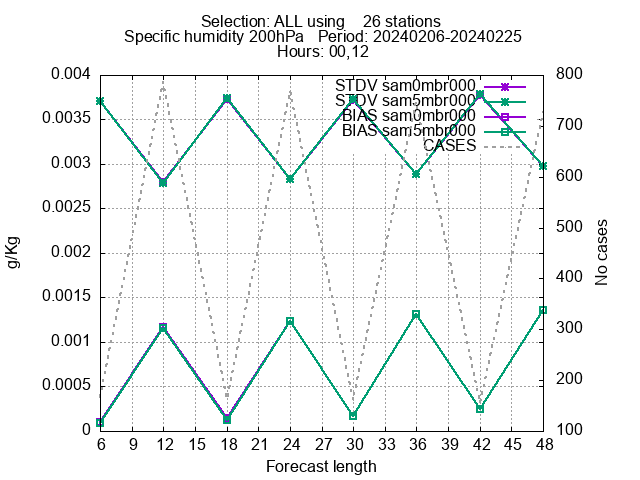 Selection: ALL using    26 stations
Specific humidity 200hPa   Period: 20240206-20240225
Hours: 00,12
STDV sam0mbr000
STDV sam5mbr000
BIAS sam0mbr000
BIAS sam5mbr000
CASES
0.004
0.0035
0.003
0.0025
0.002
0.0015
0.001
0.0005
0
g/Kg
800
700
600
500
400
300
200
100
No cases
6 9 12 15 18 21 24 27 30 33 36 39 42 45 48
Forecast length